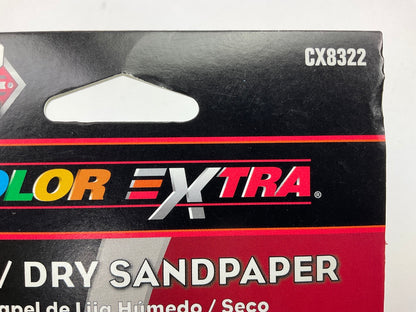 CX8322
OLOR EXTRA®
/ DRY SANDPAPER
apel de Lija Húmedo / Seco